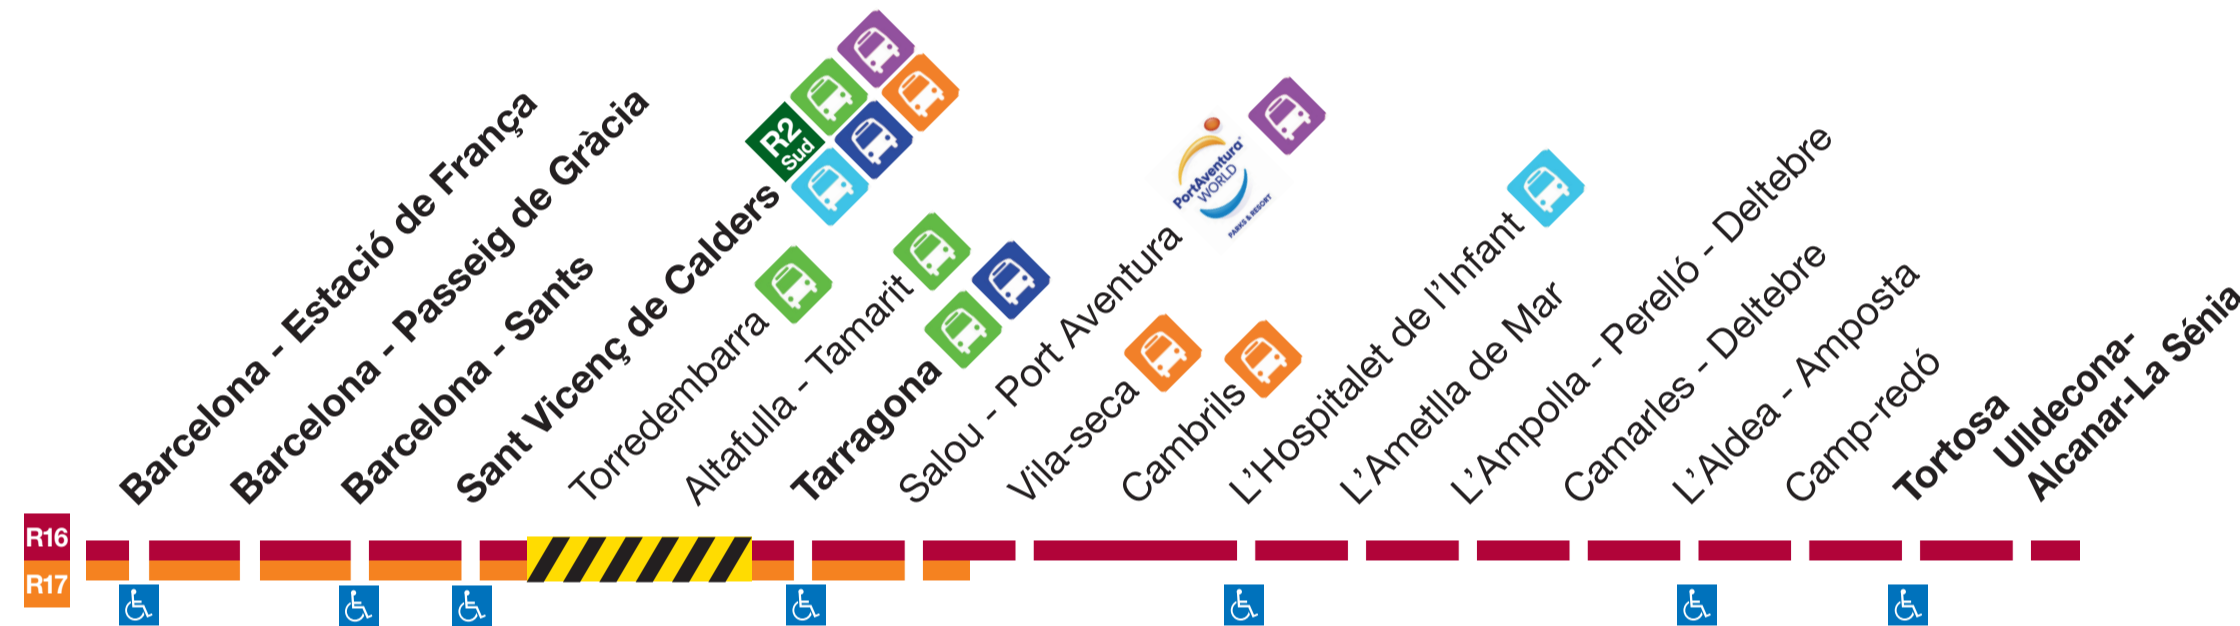 Barcelona - Estació de França
Barcelona - Passeig de Gràcia
Barcelona - Sants
Sant Vicenç de Calders
R2
Sud
Torredembarra
Altafulla - Tamarit
Tarragona
Salou - Port Aventura
PortAventura®
WORLD
PARKS & RESORT
Vila-seca
Cambrils
L'Hospitalet de l'Infant
L'Ametlla de Mar
L'Ampolla - Perelló - Deltebre
Camarles - Deltebre
L'Aldea - Amposta
Camp-redó
Tortosa
Ulldecona-
Alcanar-La Sénia
R16
R17